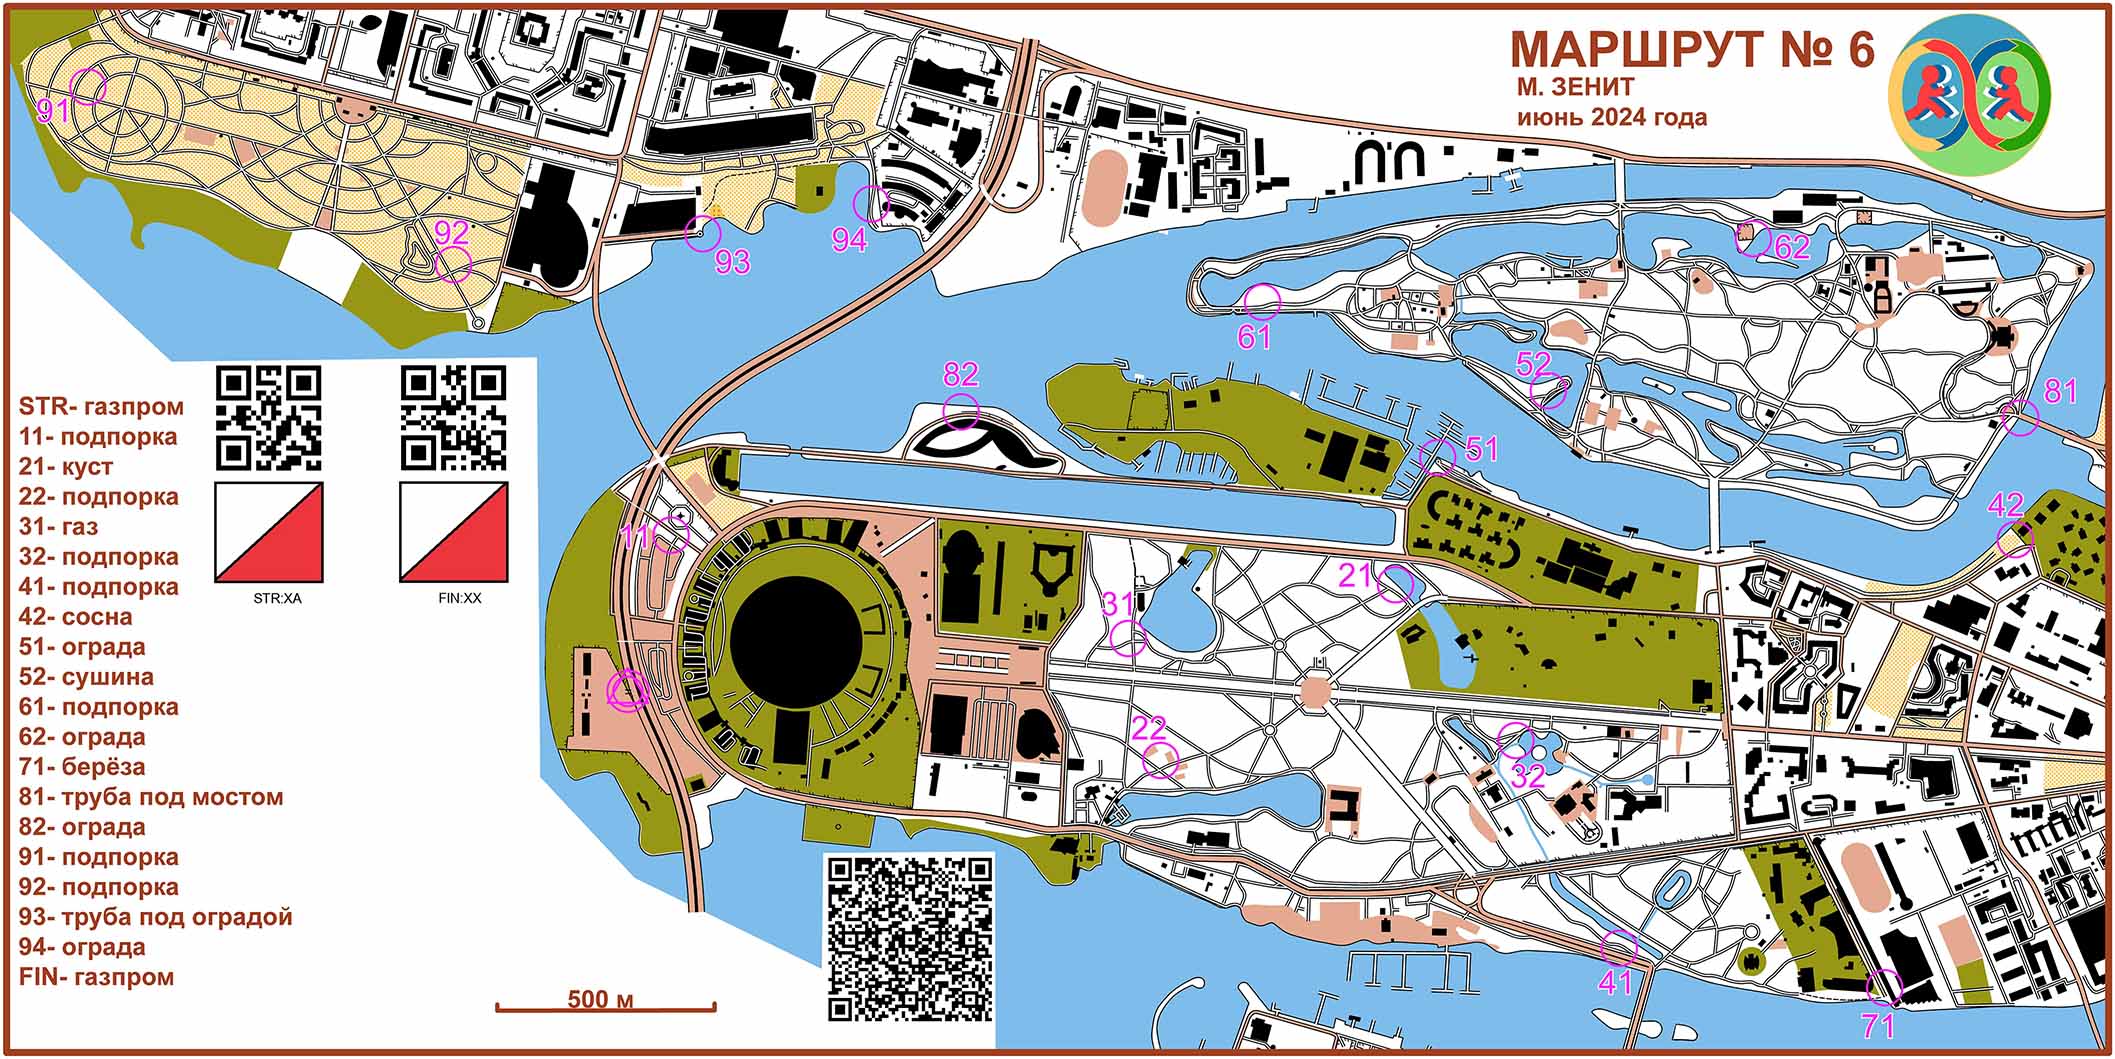 МАРШРУТ № 6
М. ЗЕНИТ
июнь 2024 года
91
92
93
94
62
61
52
82
81
51
42
11
21
31
22
32
41
71
STR- газпром
11- подпорка
21- куст
22- подпорка
31- газ
32- подпорка
41- подпорка
42- сосна
51- ограда
52- сушина
61- подпорка
62- ограда
71- берёза
81- труба под мостом
82- ограда
91- подпорка
92- подпорка
93- труба под оградой
94- ограда
FIN- газпром
STR:XA
FIN:XX
500 м